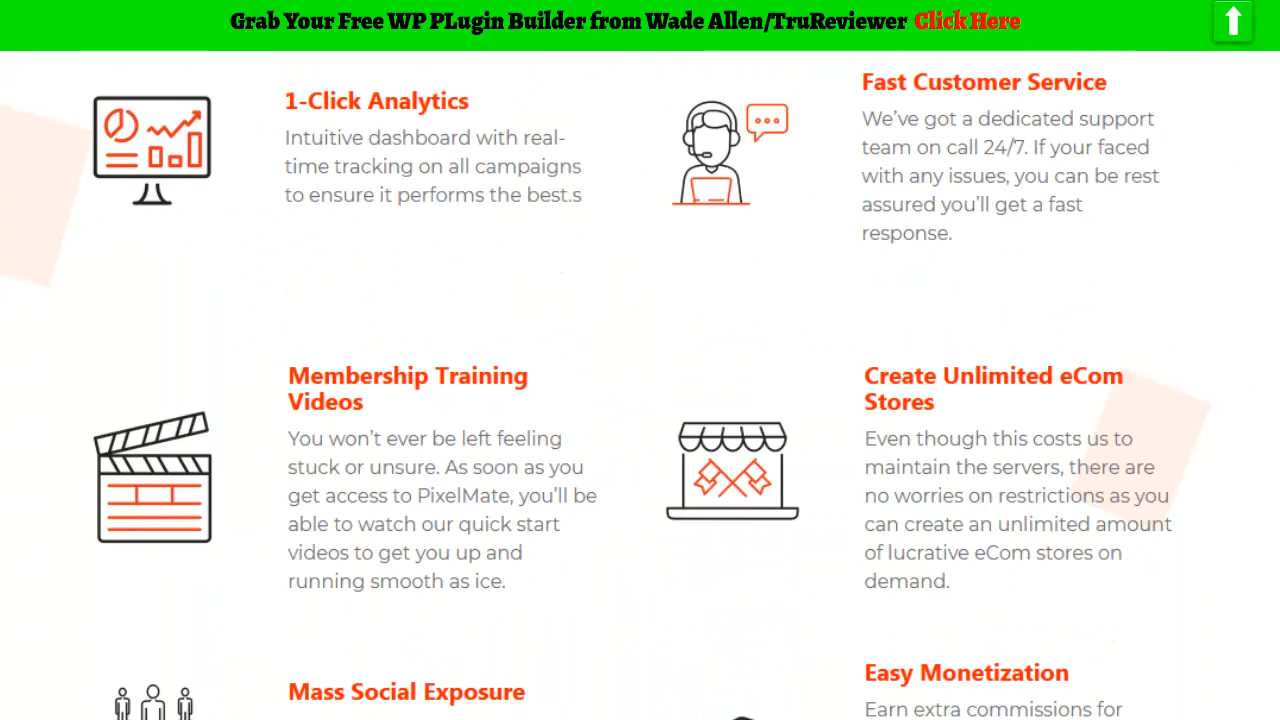 Grab Your Free WP PLugin Builder from Wade Allen/TruReviewer Click Here
1-Click Analytics
Intuitive dashboard with real-
time tracking on all campaigns
to ensure it performs the best.s
Fast Customer Service
We've got a dedicated support
team on call 24/7. If your faced
with any issues, you can be rest
assured you'll get a fast
response.
Membership Training
Videos
You won't ever be left feeling
stuck or unsure. As soon as you
get access to PixelMate, you'll be
able to watch our quick start
videos to get you up and
running smooth as ice.
Create Unlimited eCom
Stores
Even though this costs us to
maintain the servers, there are
no worries on restrictions as you
can create an unlimited amount
of lucrative eCom stores on
demand.
Mass Social Exposure
Easy Monetization
Earn extra commissions for